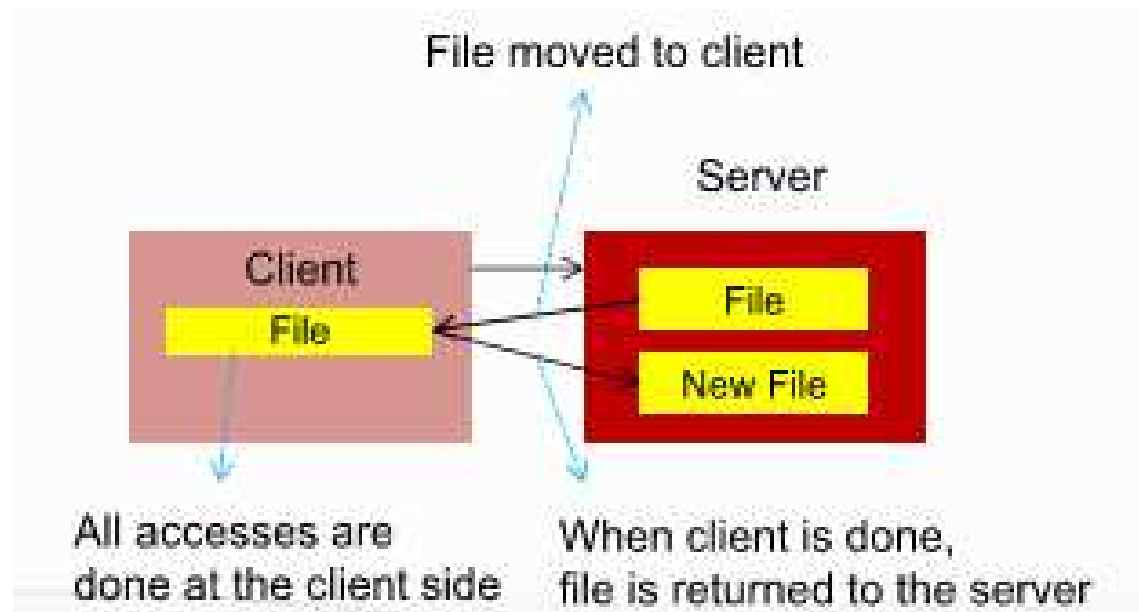 File moved to client
Server
Client
File
File
New File
All accesses are
done at the client side
When client is done,
file is returned to the server